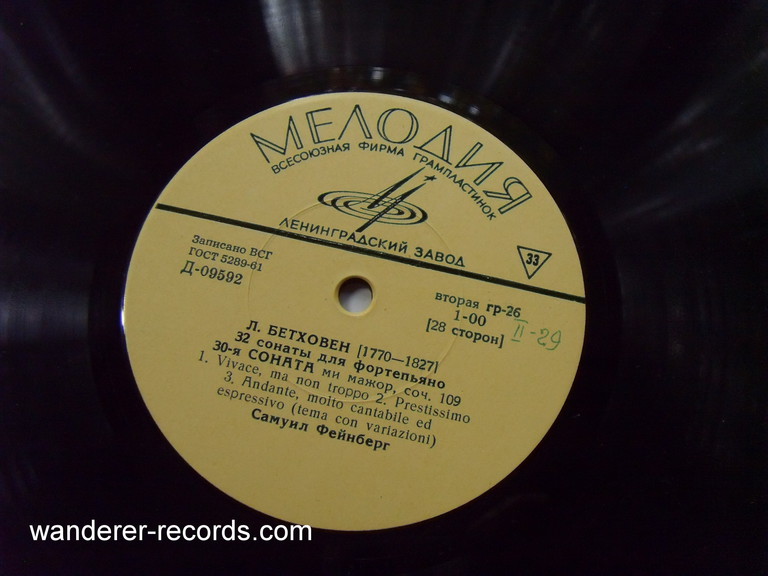 МЕЛОДИЯ
ВСЕСОЮЗНАЯ ФИРМА ГРАМПЛАСТИНОК
ЛЕНИНГРАДСКИЙ ЗАВОД
33
Записано ВСГ
ГОСТ 5289-61
Д-09592
вторая гр-26
1-00
[28 сторон]
II-29
Л. БЕТХОВЕН [1770—1827]
32 сонаты для фортепьяно
30-я СОНАТА ми мажор, соч. 109
1. Vivace, ma non troppo 2. Prestissimo
3. Andante, molto cantabile ed
espressivo (tema con variazioni)
Самуил Фейнберг
wanderer-records.com